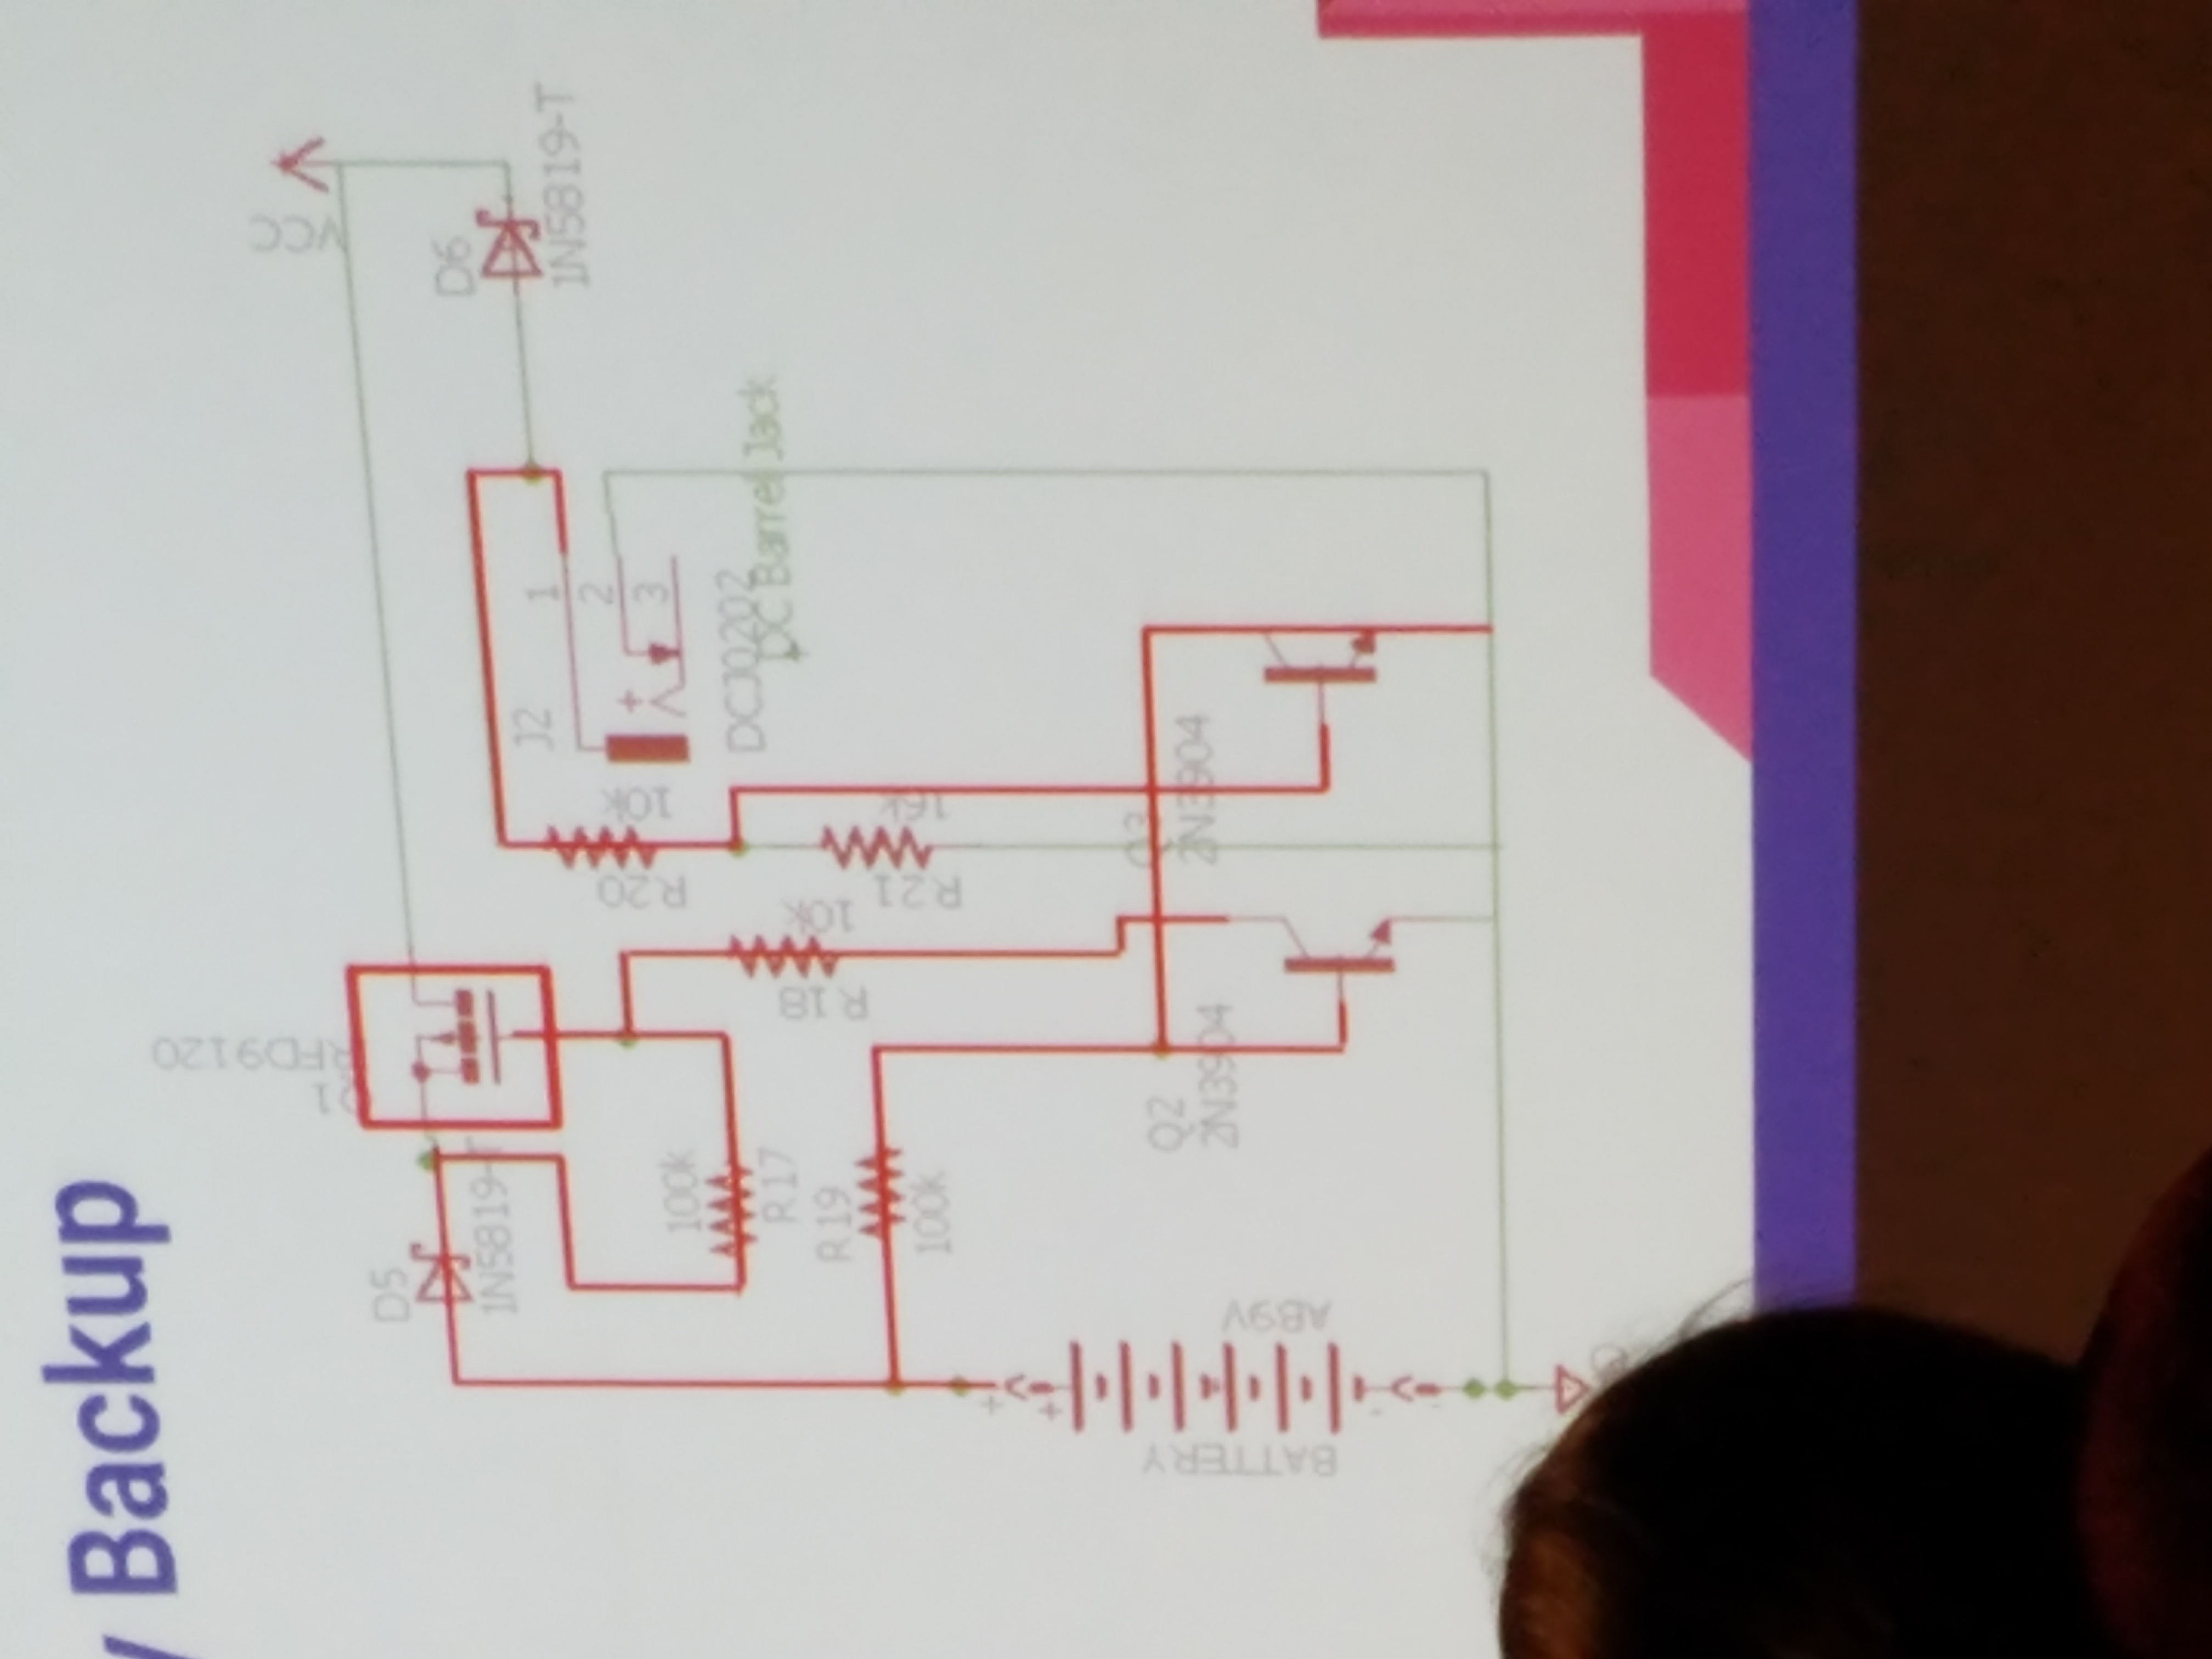 y Backup
RFD9120
Q1
VCC
D5
1N5819-T
D6
1N5819-T
J2
1
2
3
R20
10k
100k
R17
DCJ0202
DC Barrel Jack
R18
10k
R19
100k
R21
16k
+
+
+
Q2
2N3904
Q3
2N3904
BATTERY
AB9V